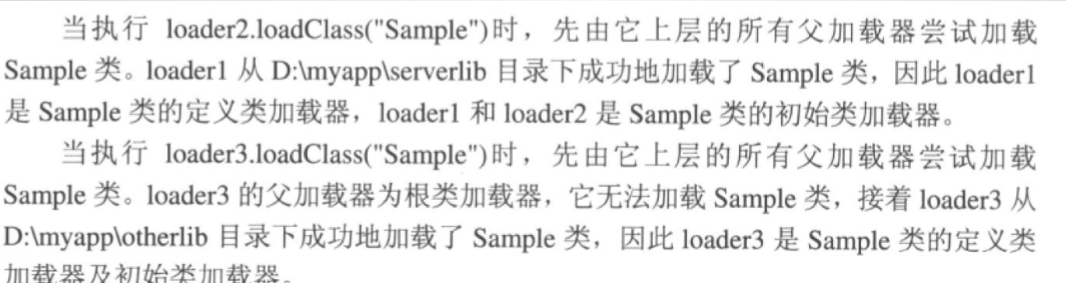 当执行 loader2.loadClass("Sample")时，先由它上层的所有父加载器尝试加载
Sample 类。loader1 从 D:\myapp\serverlib 目录下成功地加载了 Sample 类，因此 loader1
是 Sample 类的定义类加载器，loader1 和 loader2 是 Sample 类的初始类加载器。
当执行 loader3.loadClass("Sample")时，先由它上层的所有父加载器尝试加载
Sample 类。loader3 的父加载器为根类加载器，它无法加载 Sample 类，接着 loader3 从
D:\myapp\otherlib 目录下成功地加载了 Sample 类，因此 loader3 是 Sample 类的定义类
加载器及初始类加载器。